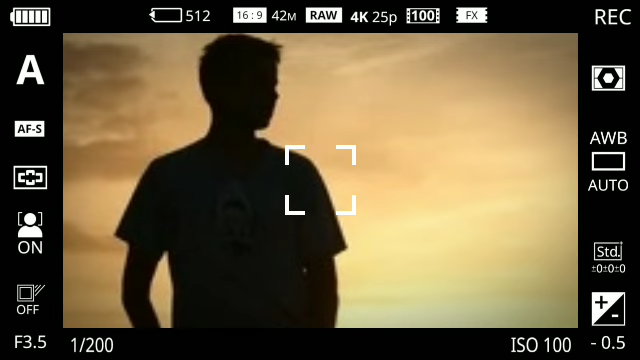 512 16:9 42M RAW 4K 25p 100 FX REC
A
AF-S
AWB
AUTO
ON
Std.
±0±0±0
OFF
+ -
F3.5 1/200 ISO 100 - 0.5